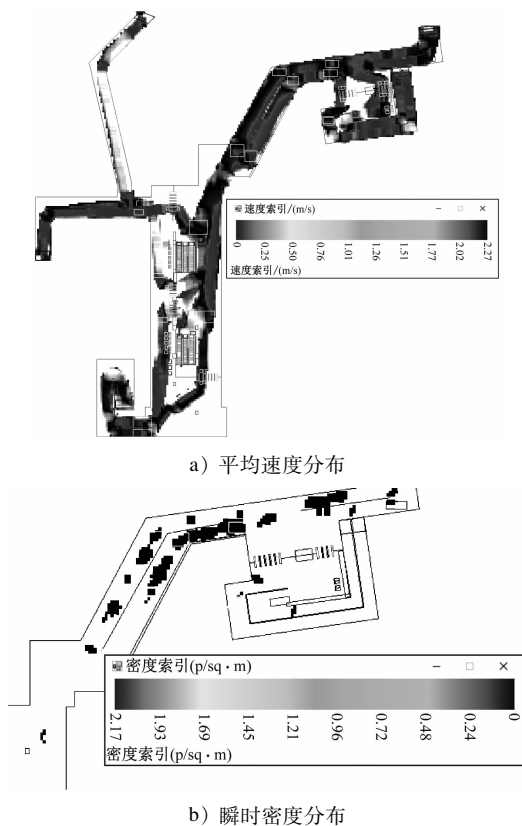 速度索引/(m/s)
0 0.25 0.50 0.76 1.01 1.26 1.51 1.77 2.02 2.27
速度索引/(m/s)
a）平均速度分布
密度索引(p/sq·m)
2.17 1.93 1.69 1.45 1.21 0.96 0.72 0.48 0.24 0
密度索引(p/sq·m)
b）瞬时密度分布